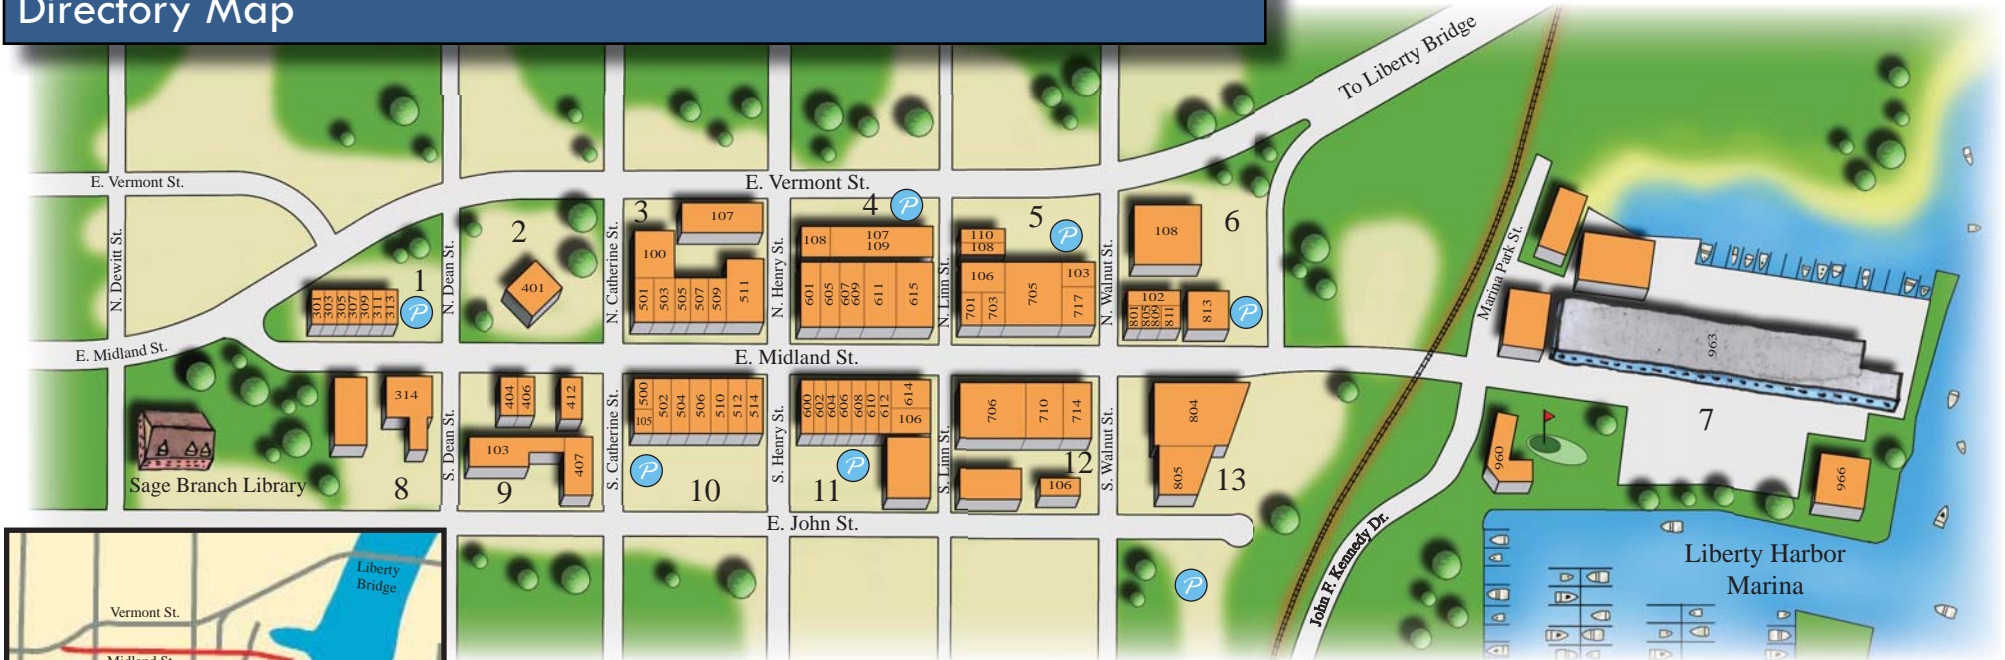 Directory Map
To Liberty Bridge
E. Vermont St.
E. Vermont St.
N. Dewitt St.
N. Dean St.
N. Catherine St.
N. Henry St.
N. Linn St.
N. Walnut St.
Marina Park St.
1
301
303
305
307
309
311
313
P
2
401
3
107
100
501
503
505
507
509
511
4
P
108
107
109
601
605
607
609
611
615
5
P
110
108
106
103
701
703
705
717
6
108
102
801
805
809
811
813
P
E. Midland St.
E. Midland St.
963
7
960
966
Sage Branch Library
314
8
S. Dean St.
404
406
412
103
407
9
S. Catherine St.
500
105
502
504
506
510
512
514
P
10
S. Henry St.
600
602
604
606
608
610
612
614
106
P
11
S. Linn St.
706
710
714
106
12
S. Walnut St.
804
805
13
E. John St.
P
John F. Kennedy Dr.
Liberty Harbor
Marina
Liberty
Bridge
Vermont St.
Midland St.